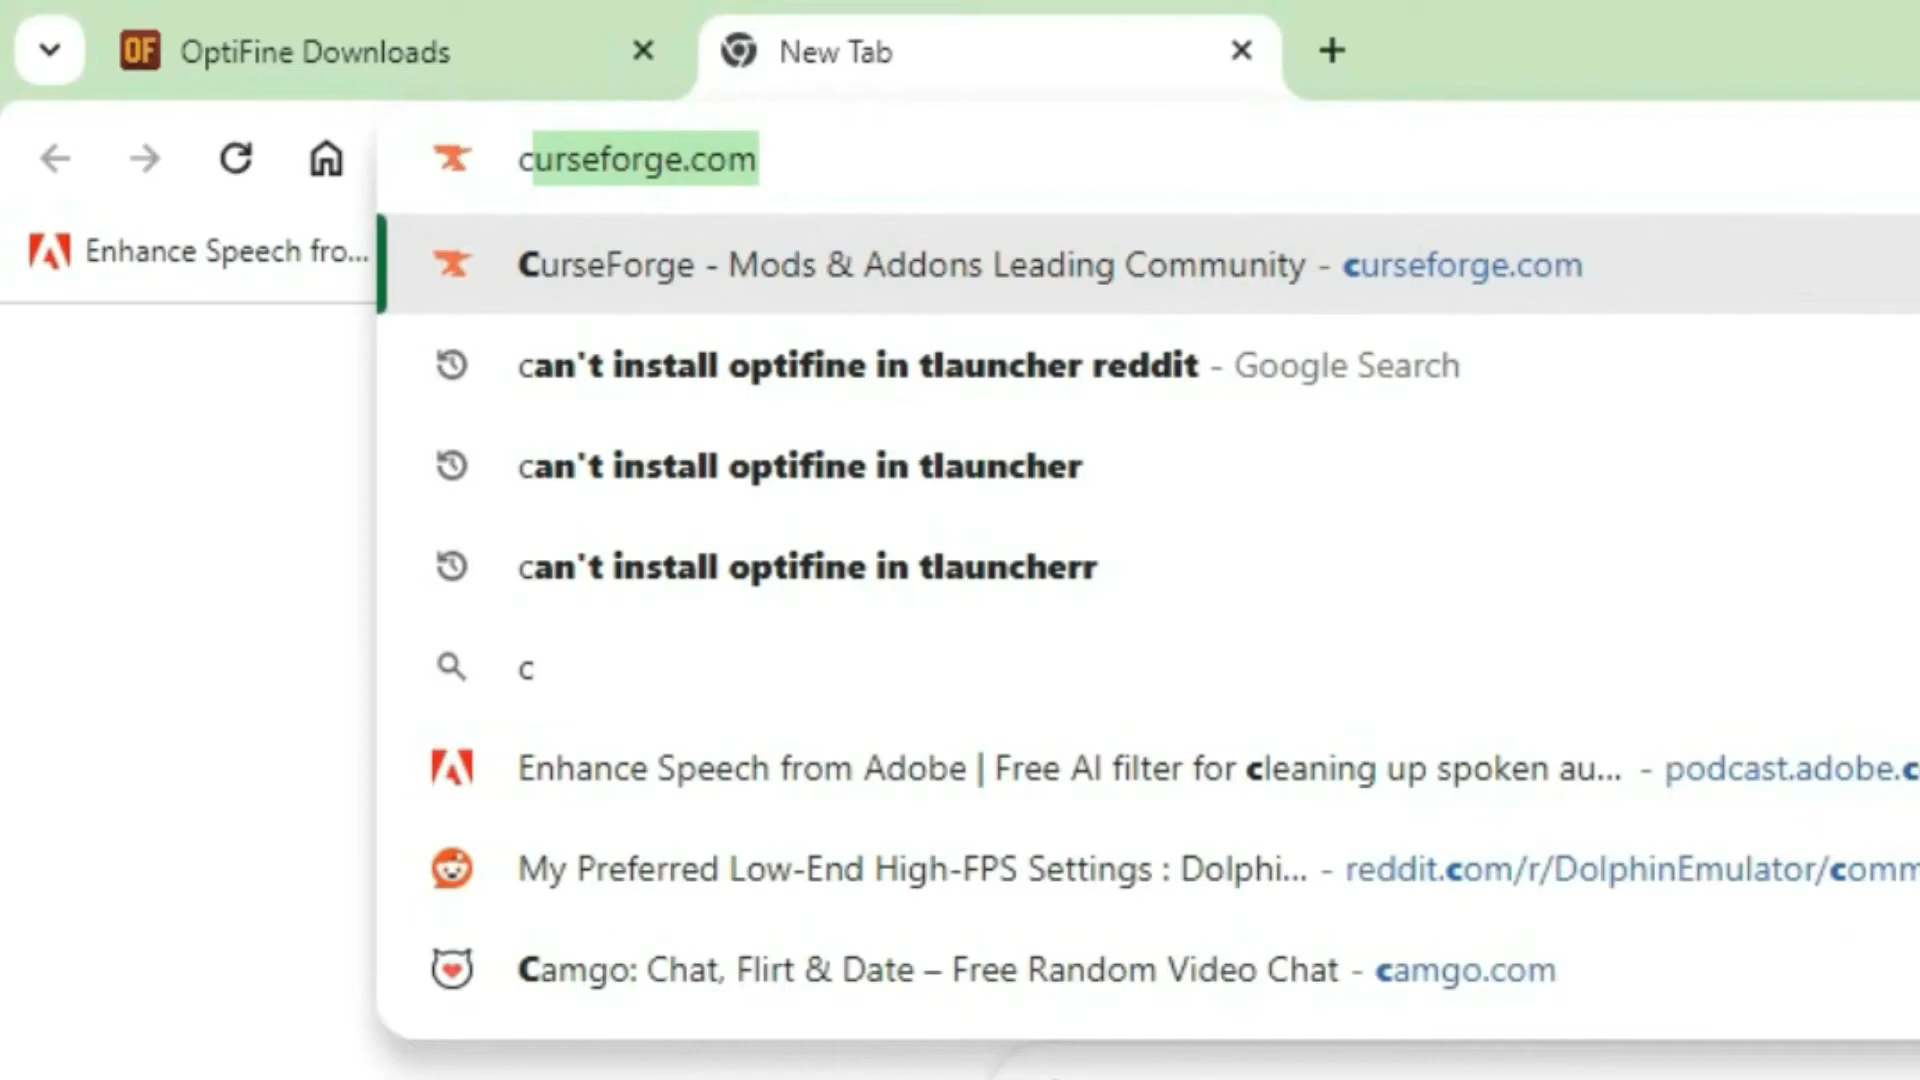 OF OptiFine Downloads
New Tab
curseforge.com
Enhance Speech fro...
CurseForge - Mods & Addons Leading Community - curseforge.com
can't install optifine in tlauncher reddit - Google Search
can't install optifine in tlauncher
can't install optifine in tlauncherr
c
Enhance Speech from Adobe | Free AI filter for cleaning up spoken au... - podcast.adobe.c
My Preferred Low-End High-FPS Settings : Dolphi... - reddit.com/r/DolphinEmulator/comm
Camgo: Chat, Flirt & Date – Free Random Video Chat - camgo.com